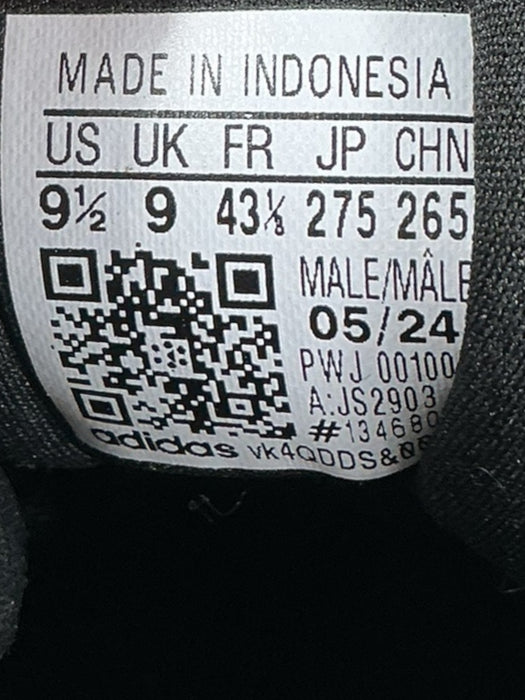 MADE IN INDONESIA
US UK FR JP CHN
9½ 9 43⅓ 275 265
MALE/MÂLE
05/24
PWJ 00100
A:JS2903
#134680
adidas VK4QDDS&